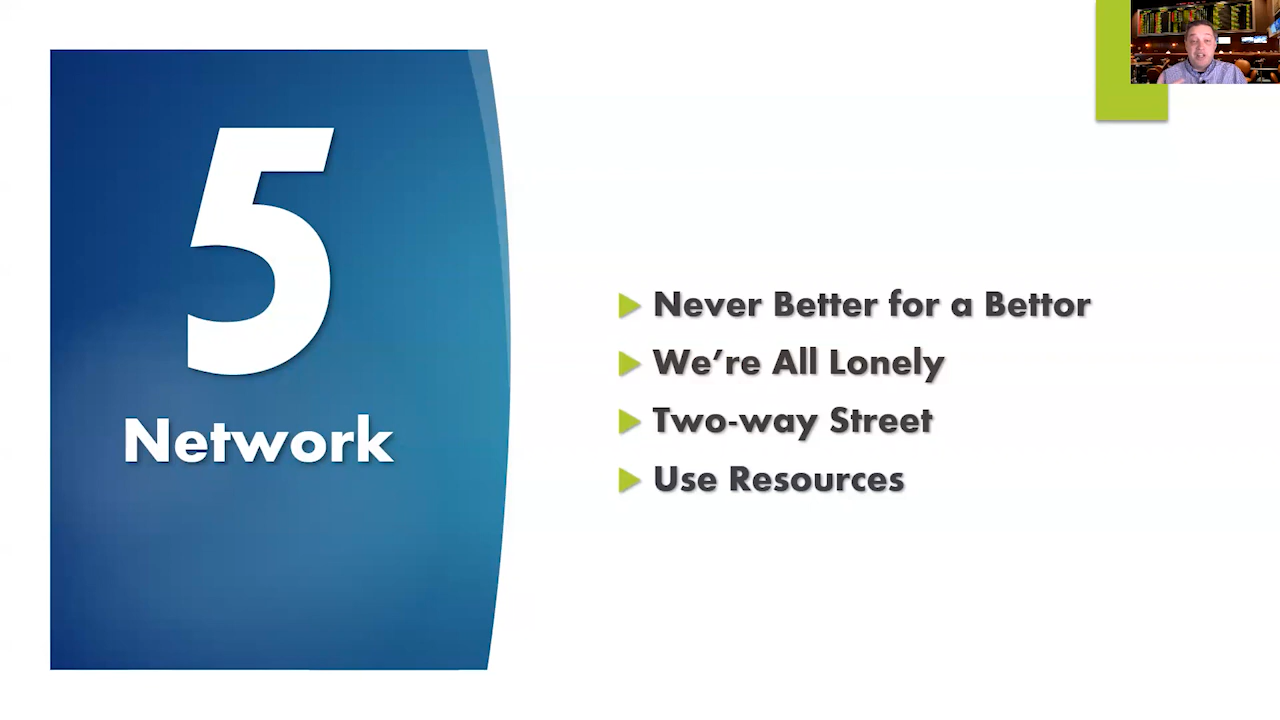 5
Network
Never Better for a Bettor
We’re All Lonely
Two-way Street
Use Resources